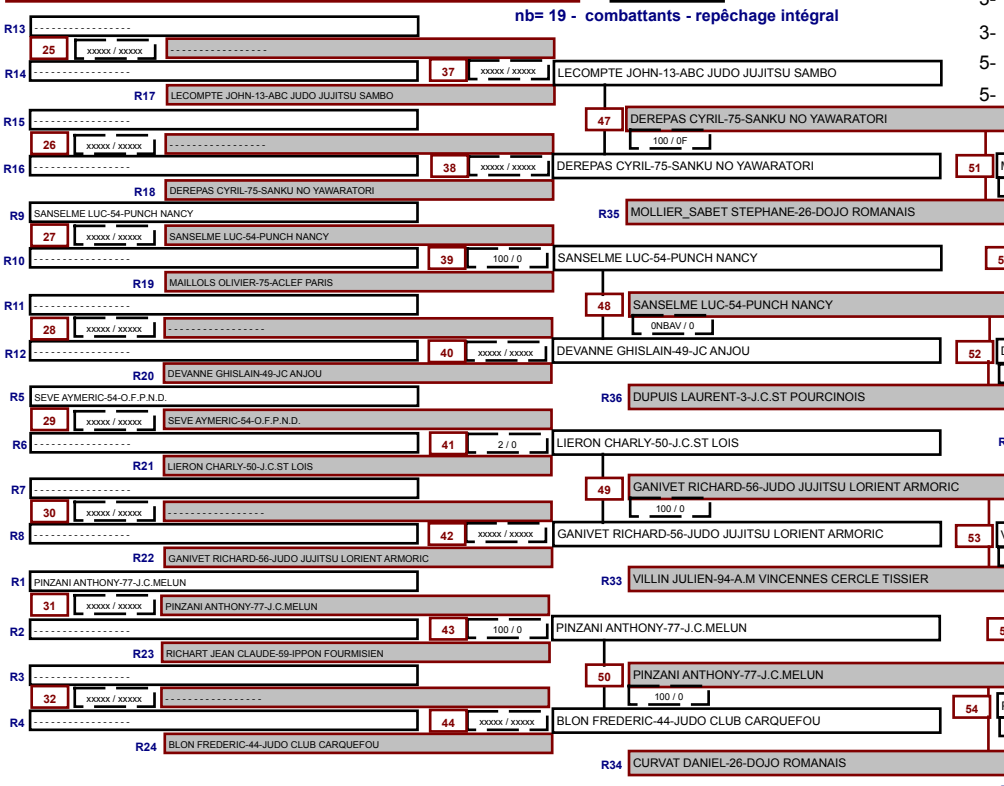 nb= 19 - combattants - repêchage intégral
3-
5-
5-
R13 - - - - - - - - - - - - - - - -
25 xxxxx / xxxxx - - - - - - - - - - - - - - - -
R14 - - - - - - - - - - - - - - - - 37 xxxxx / xxxxx LECOMPTE JOHN-13-ABC JUDO JUJITSU SAMBO
R17 LECOMPTE JOHN-13-ABC JUDO JUJITSU SAMBO
R15 - - - - - - - - - - - - - - - - 47 DEREPAS CYRIL-75-SANKU NO YAWARATORI
26 xxxxx / xxxxx - - - - - - - - - - - - - - - - 100 / 0F
R16 - - - - - - - - - - - - - - - - 38 xxxxx / xxxxx DEREPAS CYRIL-75-SANKU NO YAWARATORI 51
R18 DEREPAS CYRIL-75-SANKU NO YAWARATORI
R9 SANSELME LUC-54-PUNCH NANCY R35 MOLLIER_SABET STEPHANE-26-DOJO ROMANAIS
27 xxxxx / xxxxx SANSELME LUC-54-PUNCH NANCY
R10 - - - - - - - - - - - - - - - - 39 100 / 0 SANSELME LUC-54-PUNCH NANCY
R19 MAILLOLS OLIVIER-75-ACLEF PARIS
R11 - - - - - - - - - - - - - - - - 48 SANSELME LUC-54-PUNCH NANCY
28 xxxxx / xxxxx - - - - - - - - - - - - - - - - 0NBAV / 0
R12 - - - - - - - - - - - - - - - - 40 xxxxx / xxxxx DEVANNE GHISLAIN-49-JC ANJOU 52
R20 DEVANNE GHISLAIN-49-JC ANJOU
R5 SEVE AYMERIC-54-O.F.P.N.D. R36 DUPUIS LAURENT-3-J.C.ST POURCINOIS
29 xxxxx / xxxxx SEVE AYMERIC-54-O.F.P.N.D.
R6 - - - - - - - - - - - - - - - - 41 2 / 0 LIERON CHARLY-50-J.C.ST LOIS
R21 LIERON CHARLY-50-J.C.ST LOIS
R7 - - - - - - - - - - - - - - - - 49 GANIVET RICHARD-56-JUDO JUJITSU LORIENT ARMORIC
30 xxxxx / xxxxx - - - - - - - - - - - - - - - - 100 / 0
R8 - - - - - - - - - - - - - - - - 42 xxxxx / xxxxx GANIVET RICHARD-56-JUDO JUJITSU LORIENT ARMORIC 53
R22 GANIVET RICHARD-56-JUDO JUJITSU LORIENT ARMORIC
R1 PINZANI ANTHONY-77-J.C.MELUN R33 VILLIN JULIEN-94-A.M VINCENNES CERCLE TISSIER
31 xxxxx / xxxxx PINZANI ANTHONY-77-J.C.MELUN
R2 - - - - - - - - - - - - - - - - 43 100 / 0 PINZANI ANTHONY-77-J.C.MELUN
R23 RICHART JEAN CLAUDE-59-IPPON FOURMISIEN
R3 - - - - - - - - - - - - - - - - 50 PINZANI ANTHONY-77-J.C.MELUN
32 xxxxx / xxxxx - - - - - - - - - - - - - - - - 100 / 0
R4 - - - - - - - - - - - - - - - - 44 xxxxx / xxxxx BLON FREDERIC-44-JUDO CLUB CARQUEFOU 54
R24 BLON FREDERIC-44-JUDO CLUB CARQUEFOU
R34 CURVAT DANIEL-26-DOJO ROMANAIS